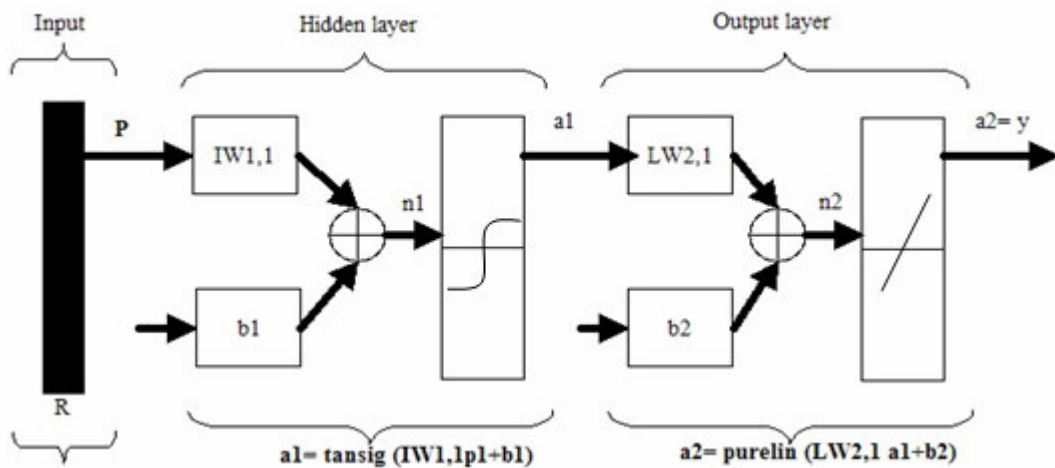 Input
Hidden layer
Output layer
P
IW1,1
a1
LW2,1
a2= y
n1
n2
b1
b2
R
a1= tansig (IW1,1p1+b1)
a2= purelin (LW2,1 a1+b2)